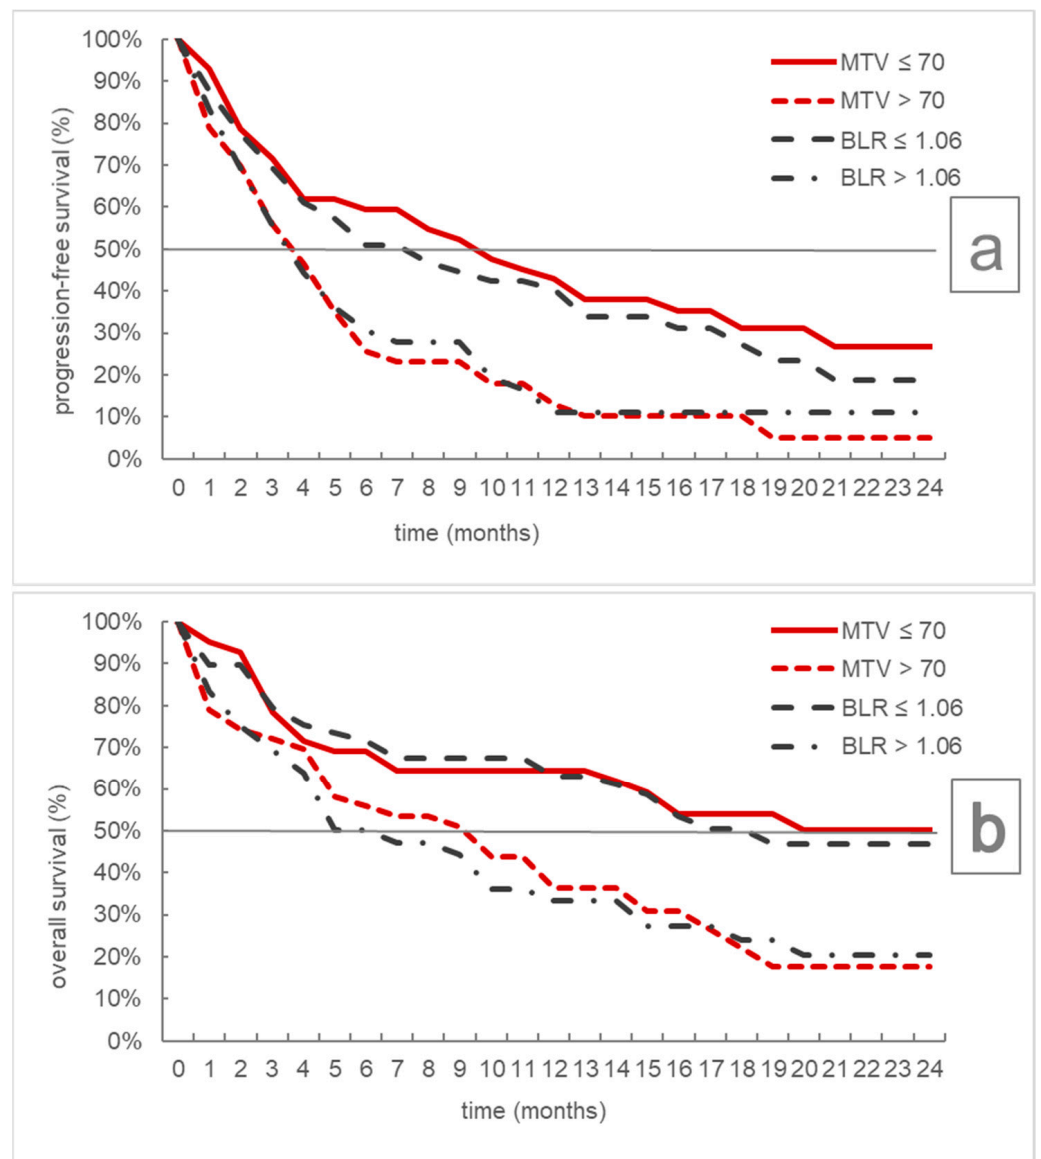 100%
90%
80%
70%
60%
50%
40%
30%
20%
10%
0%
progression-free survival (%)
MTV ≤ 70
MTV > 70
BLR ≤ 1.06
BLR > 1.06
a
0 1 2 3 4 5 6 7 8 9 10 11 12 13 14 15 16 17 18 19 20 21 22 23 24
time (months)
100%
90%
80%
70%
60%
50%
40%
30%
20%
10%
0%
overall survival (%)
MTV ≤ 70
MTV > 70
BLR ≤ 1.06
BLR > 1.06
b
0 1 2 3 4 5 6 7 8 9 10 11 12 13 14 15 16 17 18 19 20 21 22 23 24
time (months)